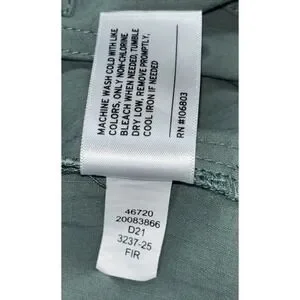 MACHINE WASH COLD WITH LIKE
COLORS, ONLY NON-CHLORINE
BLEACH WHEN NEEDED, TUMBLE
DRY LOW, REMOVE PROMPTLY,
COOL IRON IF NEEDED
RN #106803
46720
20083866
D21
3237-25
FIR